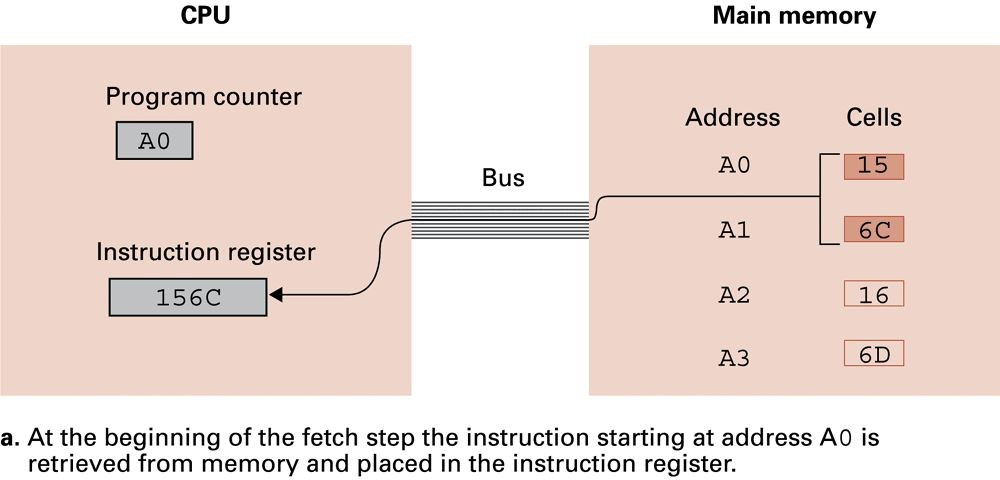 CPU
Main memory
Program counter
A0
Instruction register
156C
Bus
Address Cells
A0 15
A1 6C
A2 16
A3 6D
a. At the beginning of the fetch step the instruction starting at address A0 is
retrieved from memory and placed in the instruction register.